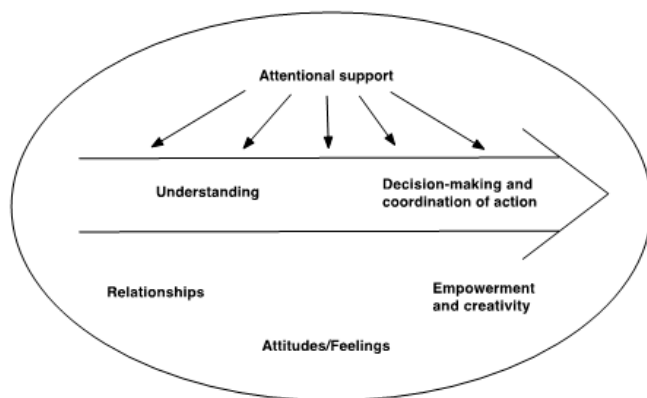 Attentional support
Understanding
Decision-making and
coordination of action
Relationships
Empowerment
and creativity
Attitudes/Feelings